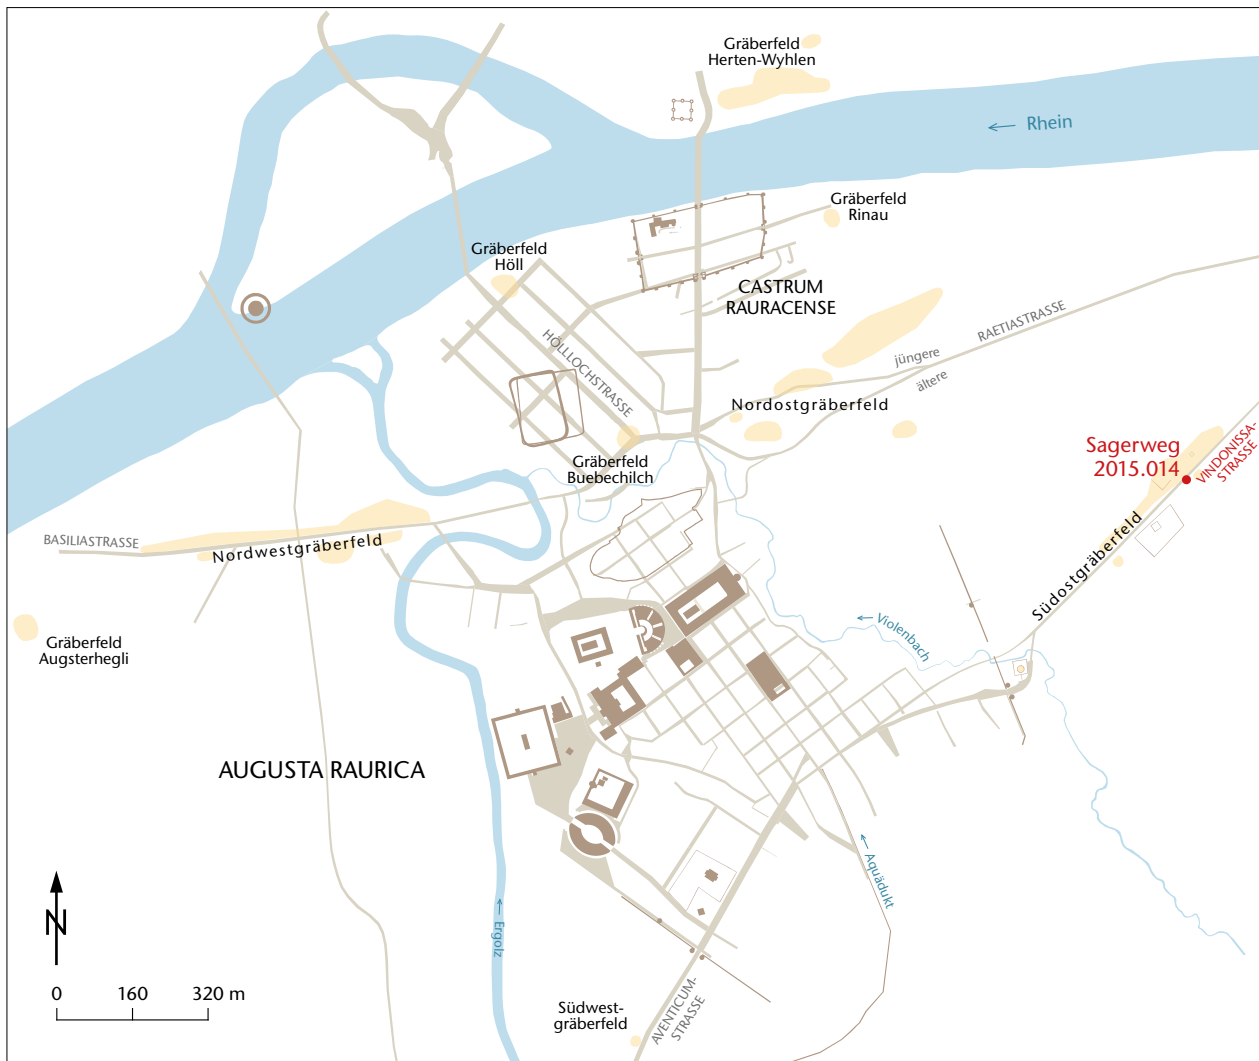 Gräberfeld
Herten-Wyhlen
← Rhein
Gräberfeld
Rinau
Gräberfeld
Höll
CASTRUM
RAURACENSE
HÖLLLOCHSTRASSE
RAETIASTRASSE
jüngere
ältere
Nordostgräberfeld
Sagerweg
2015.014
VINDONISSA-
STRASSE
Gräberfeld
Buebechilch
BASILIASTRASSE
Nordwestgräberfeld
Südostgräberfeld
← Violenbach
Gräberfeld
Augsterhegli
AUGUSTA RAURICA
← Aquädukt
← Ergolz
N
0 160 320 m
Südwest-
gräberfeld
AVENTICUM-
STRASSE